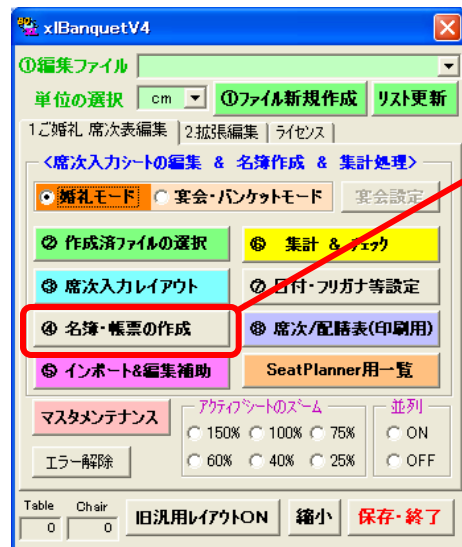 xlBanquetV4
①編集ファイル
単位の選択 cm ①ファイル新規作成 リスト更新
1ご婚礼 席次表編集 2拡張編集 ライセンス
<席次入力シートの編集 & 名簿作成 & 集計処理>
婚礼モード 宴会・バンケットモード 宴会設定
② 作成済ファイルの選択 ⑥ 集計 & チェック
③ 席次入力レイアウト ⑦ 日付・フリガナ等設定
④ 名簿・帳票の作成 ⑧ 席次/配膳表(印刷用)
⑤ インポート&編集補助 SeatPlanner用一覧
マスタメンテナンス アクティブシートのズーム 並列
150% 100% 75% ON
エラー解除 60% 40% 25% OFF
Table Chair
0 0 旧汎用レイアウトON 縮小 保存・終了